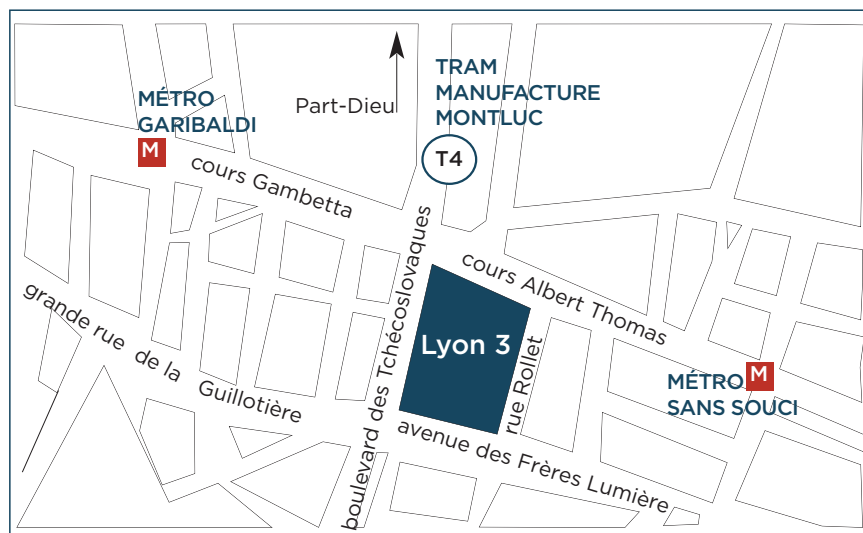 TRAM
MANUFACTURE
MONTLUC
MÉTRO
GARIBALDI
Part-Dieu
M
T4
cours Gambetta
boulevard des Tchécoslovaques
cours Albert Thomas
grande rue de la Guillotière
Lyon 3
rue Rollet
M
MÉTRO
SANS SOUCI
avenue des Frères Lumière